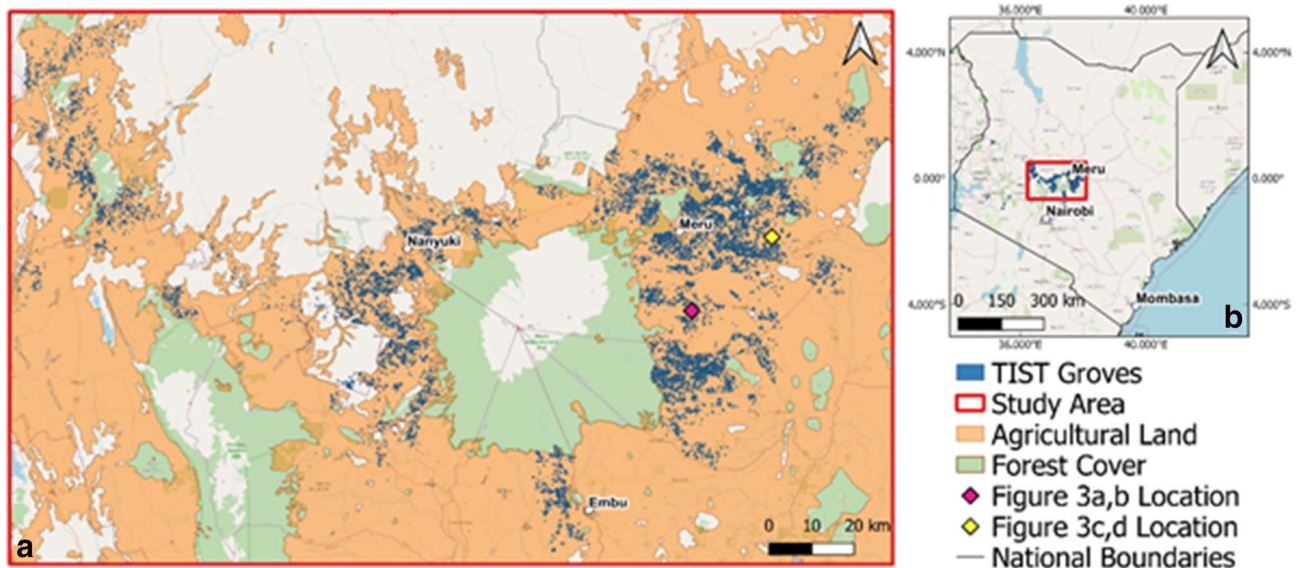 Nanyuki
Meru
Embu
0 10 20 km
a
36.000°E 40.000°E
4.000°N 4.000°N
0.000° 0.000°
Meru
Nairobi
Mombasa
0 150 300 km
4.000°S
b
36.000°E 40.000°E
TIST Groves
Study Area
Agricultural Land
Forest Cover
Figure 3a,b Location
Figure 3c,d Location
National Boundaries